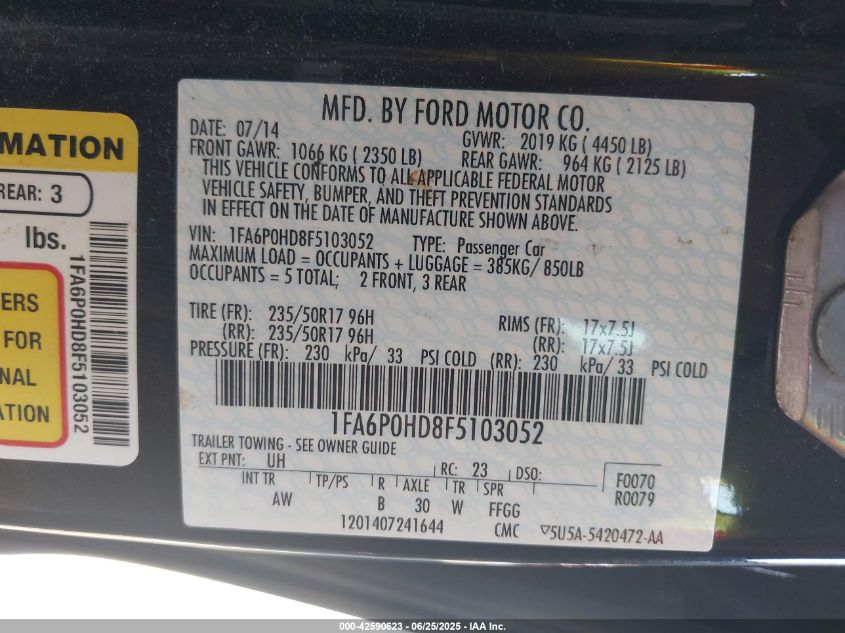 MATION
REAR: 3
lbs.
1FA6P0HD8F5103052
ERS
FOR
NAL
ATION
MFD. BY FORD MOTOR CO.
DATE: 07/14 GVWR: 2019 KG ( 4450 LB)
FRONT GAWR: 1066 KG ( 2350 LB) REAR GAWR: 964 KG ( 2125 LB)
THIS VEHICLE CONFORMS TO ALL APPLICABLE FEDERAL MOTOR
VEHICLE SAFETY, BUMPER, AND THEFT PREVENTION STANDARDS
IN EFFECT ON THE DATE OF MANUFACTURE SHOWN ABOVE.
VIN: 1FA6P0HD8F5103052 TYPE: Passenger Car
MAXIMUM LOAD = OCCUPANTS + LUGGAGE = 385KG/ 850LB
OCCUPANTS = 5 TOTAL; 2 FRONT, 3 REAR
TIRE (FR): 235/50R17 96H RIMS (FR): 17x7.5J
(RR): 235/50R17 96H (RR): 17x7.5J
PRESSURE (FR): 230 kPa/ 33 PSI COLD (RR): 230 kPa/ 33 PSI COLD
1FA6P0HD8F5103052
TRAILER TOWING - SEE OWNER GUIDE
EXT PNT: UH RC: 23 DSO: F0070
INT TR TP/PS R AXLE TR SPR R0079
AW B 30 W FFGG
1201407241644 CMC ▽5U5A-5420472-AA
000-42590623 - 06/25/2025 - IAA Inc.